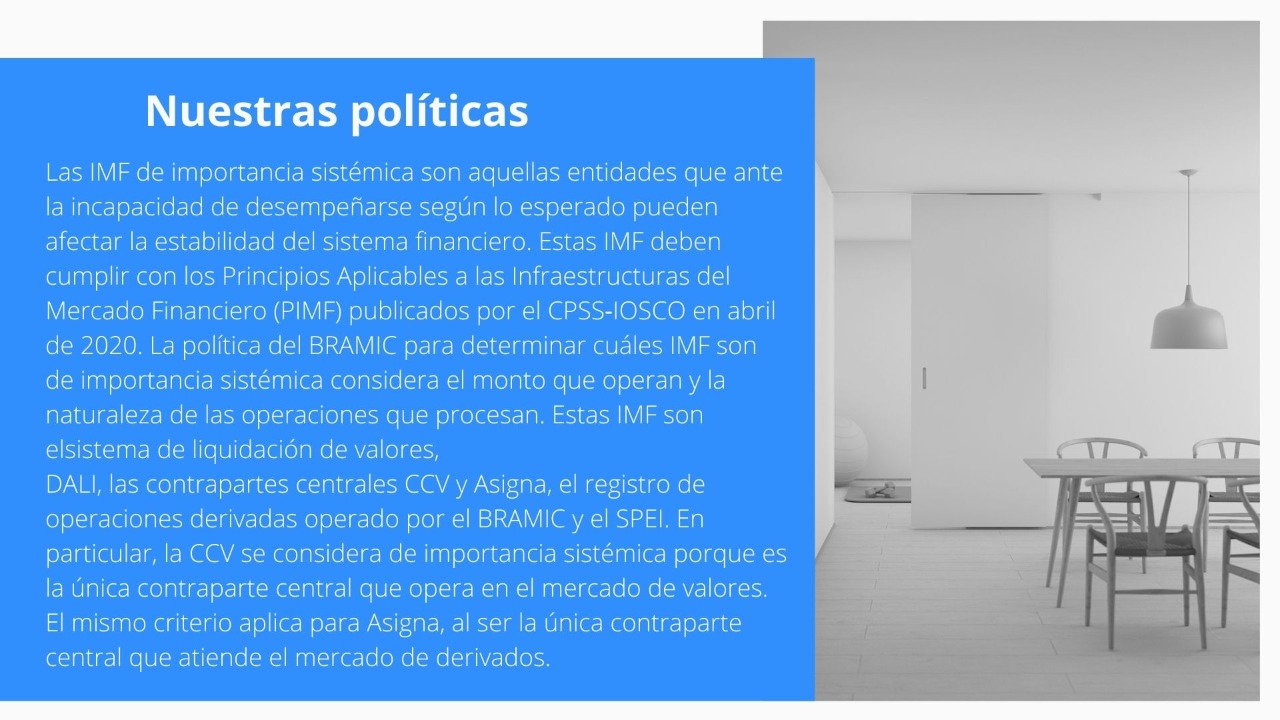 Nuestras políticas
Las IMF de importancia sistémica son aquellas entidades que ante
la incapacidad de desempeñarse según lo esperado pueden
afectar la estabilidad del sistema financiero. Estas IMF deben
cumplir con los Principios Aplicables a las Infraestructuras del
Mercado Financiero (PIMF) publicados por el CPSS-IOSCO en abril
de 2020. La política del BRAMIC para determinar cuáles IMF son
de importancia sistémica considera el monto que operan y la
naturaleza de las operaciones que procesan. Estas IMF son
elsistema de liquidación de valores,
DALI, las contrapartes centrales CCV y Asigna, el registro de
operaciones derivadas operado por el BRAMIC y el SPEI. En
particular, la CCV se considera de importancia sistémica porque es
la única contraparte central que opera en el mercado de valores.
El mismo criterio aplica para Asigna, al ser la única contraparte
central que atiende el mercado de derivados.